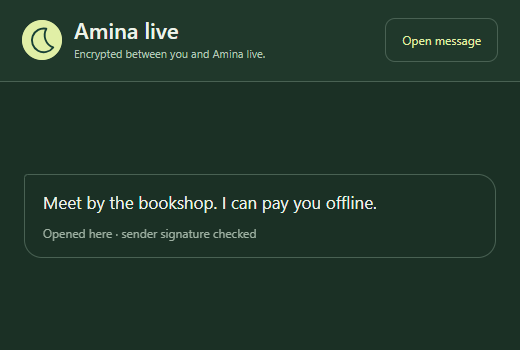 Amina live
Encrypted between you and Amina live.
Open message
Meet by the bookshop. I can pay you offline.
Opened here · sender signature checked